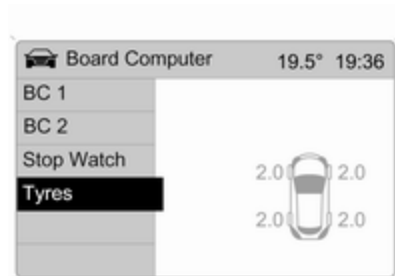 Board Computer 19.5° 19:36
BC 1
BC 2
Stop Watch
Tyres
2.0 2.0
2.0 2.0